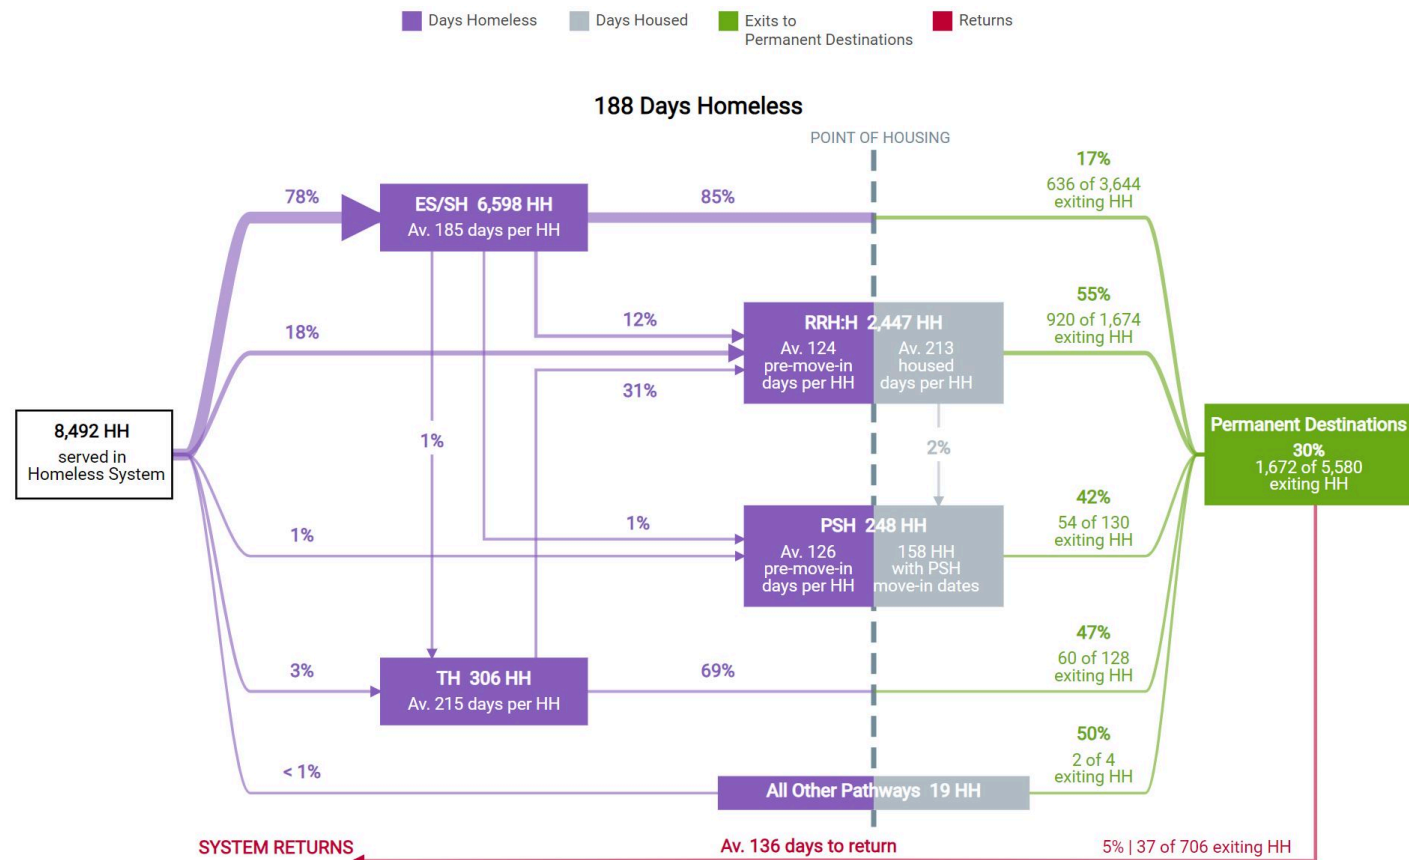 Days Homeless
Days Housed
Exits to
Permanent Destinations
Returns
188 Days Homeless
POINT OF HOUSING
78%
ES/SH 6,598 HH
Av. 185 days per HH
85%
17%
636 of 3,644
exiting HH
18%
12%
31%
RRH:H 2,447 HH
Av. 124
pre-move-in
days per HH
Av. 213
housed
days per HH
55%
920 of 1,674
exiting HH
8,492 HH
served in
Homeless System
1%
2%
Permanent Destinations
30%
1,672 of 5,580
exiting HH
1%
1%
PSH 248 HH
Av. 126
pre-move-in
days per HH
158 HH
with PSH
move-in dates
42%
54 of 130
exiting HH
3%
TH 306 HH
Av. 215 days per HH
69%
47%
60 of 128
exiting HH
< 1%
All Other Pathways 19 HH
50%
2 of 4
exiting HH
SYSTEM RETURNS
Av. 136 days to return
5% | 37 of 706 exiting HH